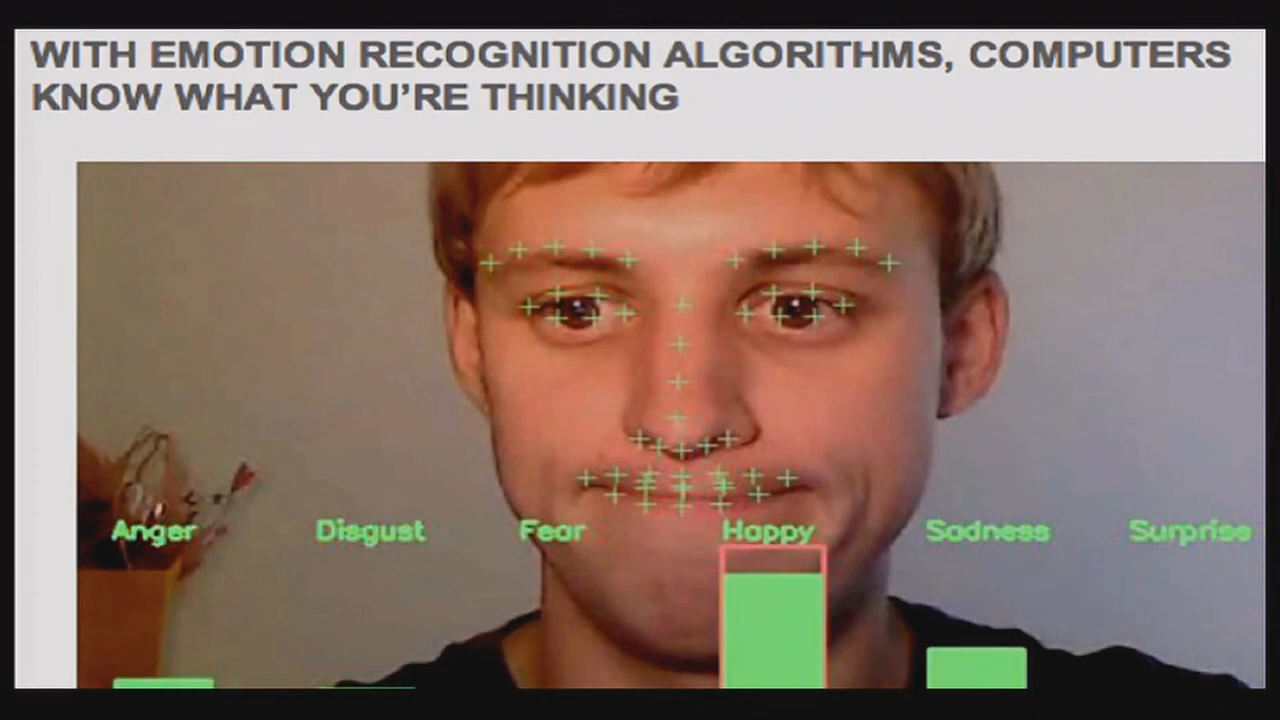 WITH EMOTION RECOGNITION ALGORITHMS, COMPUTERS
KNOW WHAT YOU’RE THINKING
Anger Disgust Fear Happy Sadness Surprise